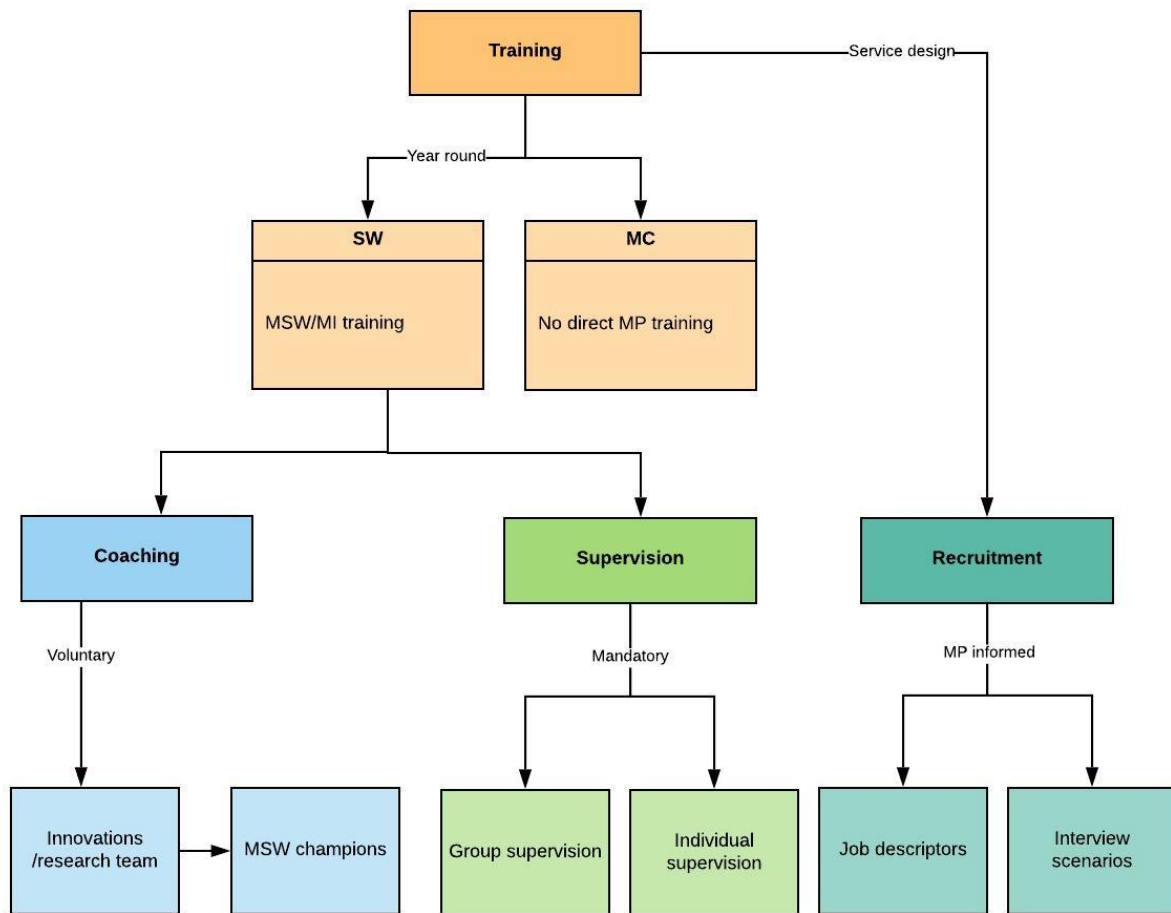 Training
Service design
Year round
SW
MC
MSW/MI training
No direct MP training
Coaching
Supervision
Recruitment
Voluntary
Mandatory
MP informed
Innovations
/research team
MSW champions
Group supervision
Individual
supervision
Job descriptors
Interview
scenarios